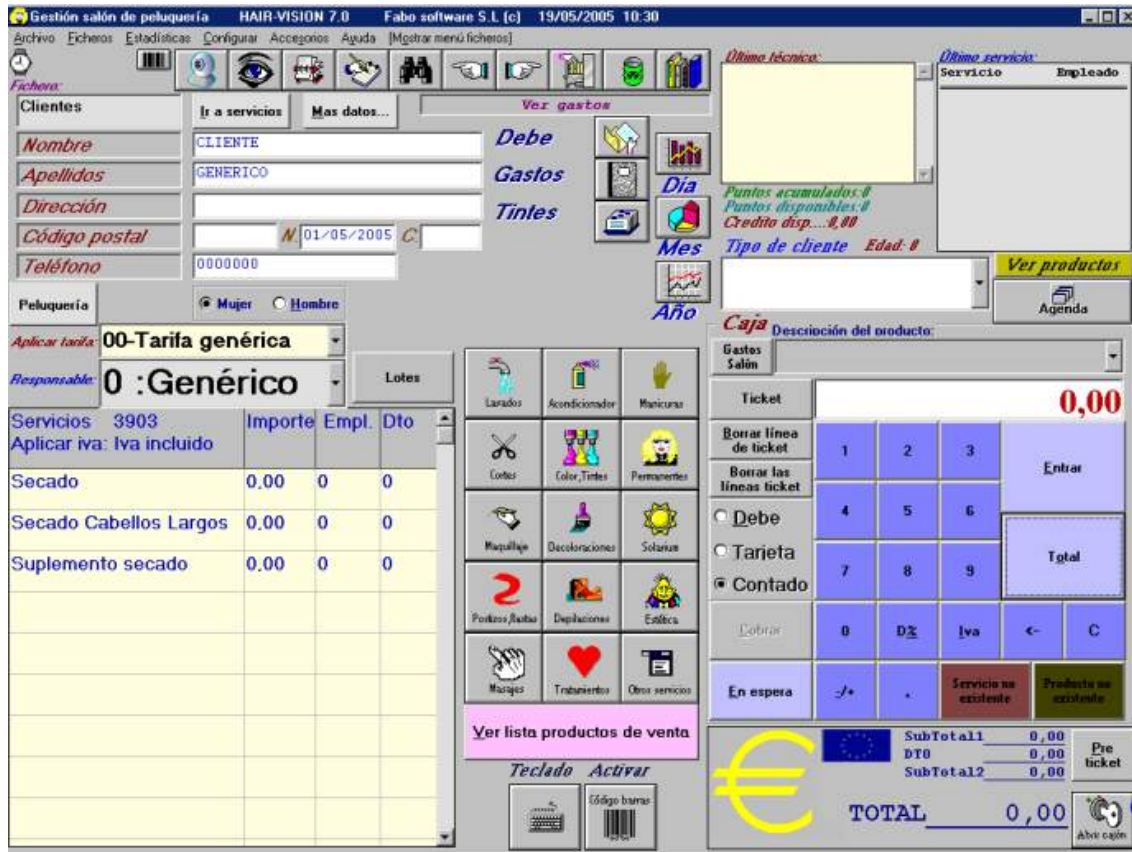 Gestión salón de peluquería HAIR-VISION 7.0 Fabo software S.L (c) 19/05/2005 10:30
Archivo Ficheros Estadísticas Configurar Accesorios Ayuda [Mostrar menú ficheros]
Fichero:
Clientes
Ir a servicios
Mas datos...
Ver gastos
Nombre
CLIENTE
Apellidos
GENERICO
Dirección
Código postal
N. 01/05/2005 C.
Teléfono
0000000
Debe
Gastos
Tintes
Día
Mes
Año
Peluquería
Mujer Hombre
Aplicar tarifa: 00-Tarifa genérica
Responsable: 0 :Genérico
Lotes
Servicios 3903 Importe Empl. Dto
Aplicar iva: Iva incluido
Secado 0,00 0 0
Secado Cabellos Largos 0,00 0 0
Suplemento secado 0,00 0 0
Lavados Acondicionador Manicuras
Cortes Color,Tintes Permanentes
Maquillaje Decoloraciones Solarium
Postizos,Rastas Depilaciones Estética
Masajes Tratamientos Otros servicios
Ver lista productos de venta
Teclado Activar
Código barras
Último técnico:
Último servicio:
Servicio Empleado
Puntos acumulados:0
Puntos disponibles:0
Credito disp....:0,00
Tipo de cliente Edad: 0
Ver productos
Agenda
Caja Descripción del producto:
Gastos Salón
Ticket
0,00
Borrar línea de ticket
Borrar las líneas ticket
Debe
Tarjeta
Contado
Cobrar
En espera
1 2 3 Entrar
4 5 6
7 8 9 Total
0 D% Iva <- C
-/+ . Servicio no existente Producto no existente
SubTotal1 0,00
DTO 0,00
SubTotal2 0,00
Pre ticket
TOTAL 0,00
Abrir cajón